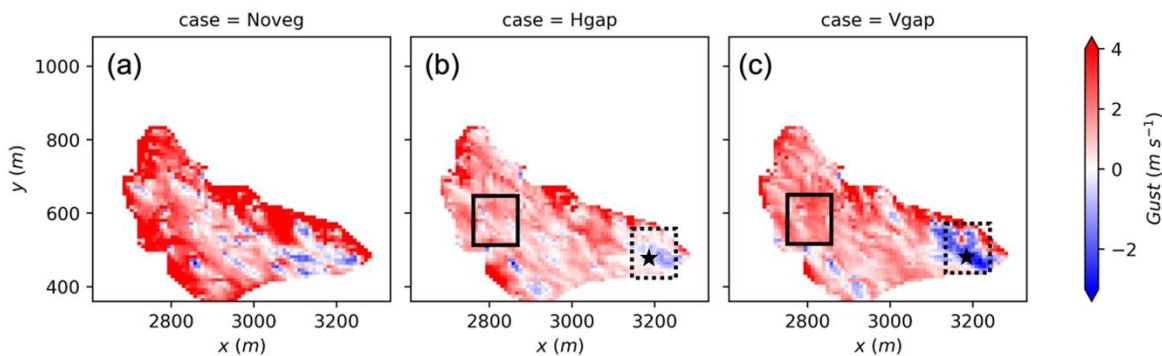 case = Noveg
case = Hgap
case = Vgap
(a)
(b)
(c)
1000
800
600
400
y (m)
2800
3000
3200
x (m)
2800
3000
3200
x (m)
2800
3000
3200
x (m)
4
2
0
−2
Gust (m s⁻¹)